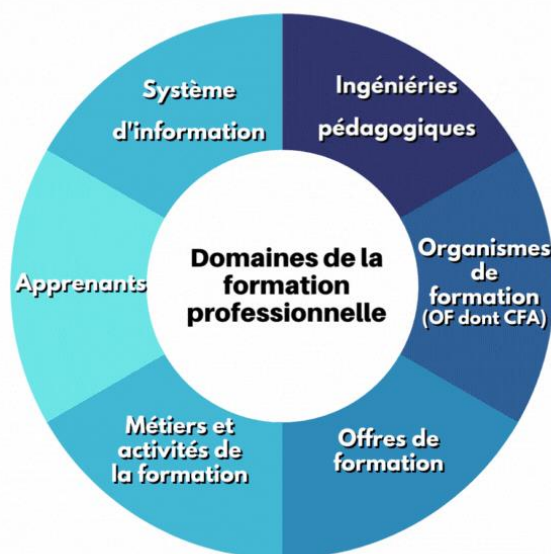 Système
d'information
Ingéniéries
pédagogiques
Organismes
de
formation
(OF dont CFA)
Offres de
formation
Métiers et
activités de
la formation
Apprenants
Domaines de la
formation
professionnelle